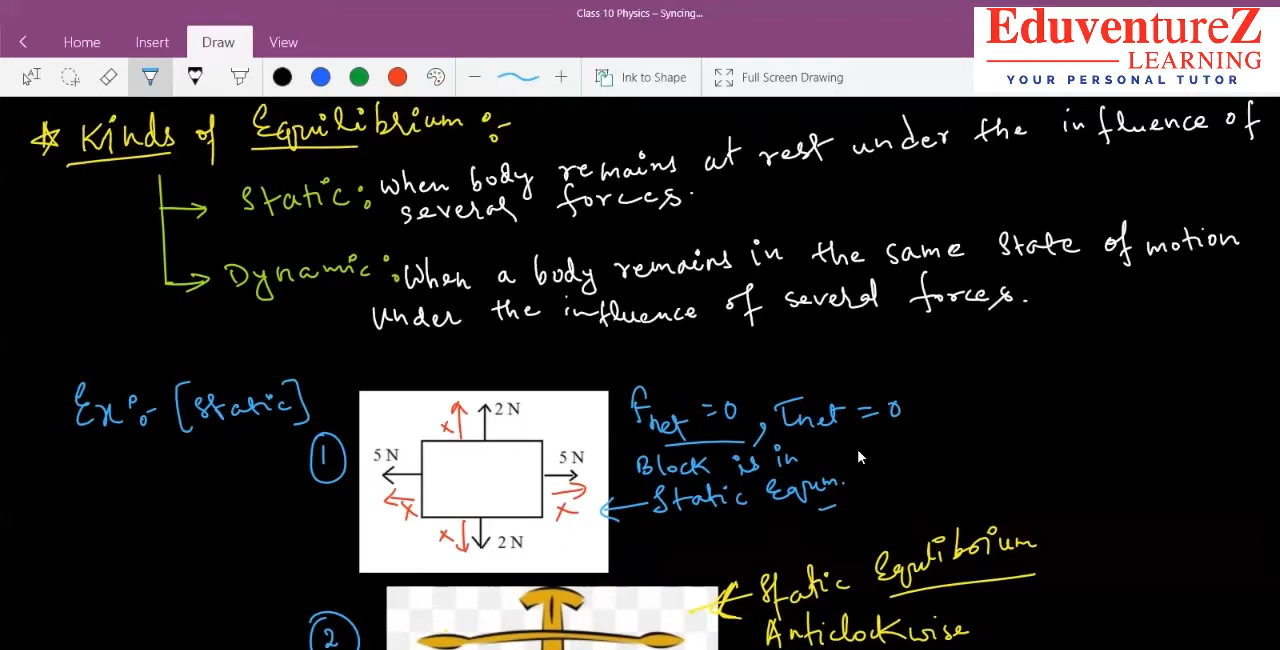 Class 10 Physics – Syncing...
EduventureZ
LEARNING
YOUR PERSONAL TUTOR
Home Insert Draw View
Ink to Shape Full Screen Drawing
Kinds of Equilibrium :-
Static : When body remains at rest under the influence of
several forces.
Dynamic : When a body remains in the same state of motion
under the influence of several forces.
Ex :- [Static]
1
2 N
5 N
5 N
2 N
x
x
x
x
Fnet = 0, τnet = 0
Block is in
Static Equm.
2
Static Equilibrium
Anticlockwise